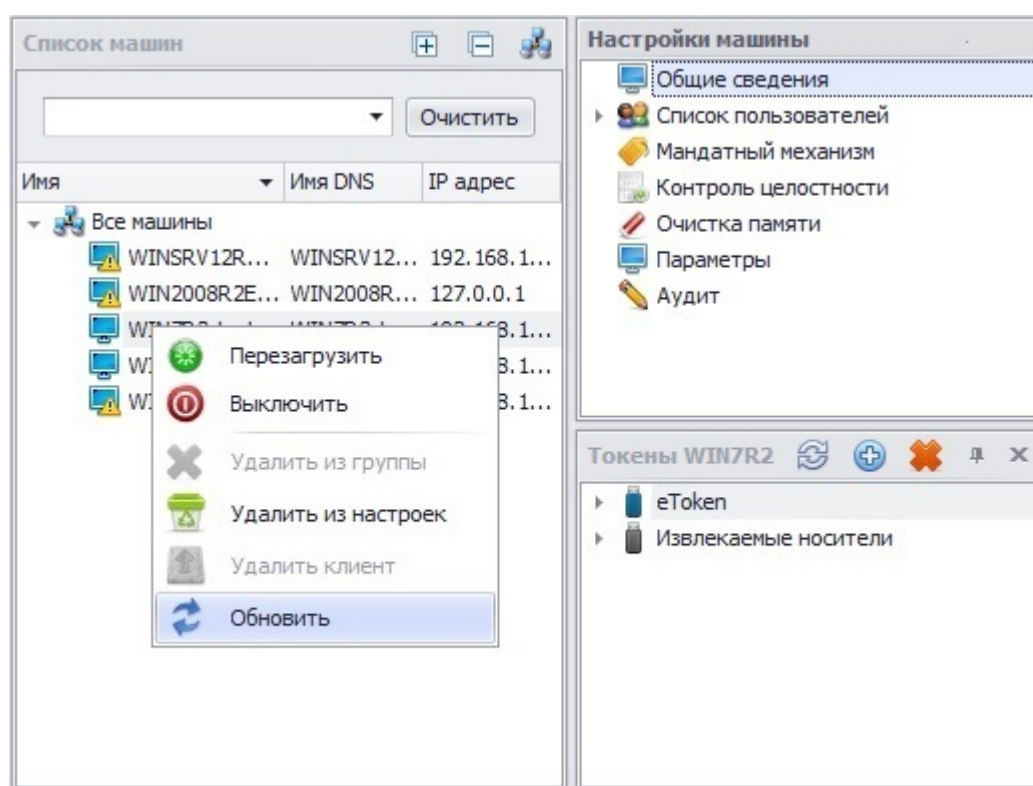 Список машин
Очистить
Имя Имя DNS IP адрес
Все машины
WINSRV12R... WINSRV12... 192.168.1...
WIN2008R2E... WIN2008R... 127.0.0.1
Перезагрузить
Выключить
Удалить из группы
Удалить из настроек
Удалить клиент
Обновить
Настройки машины
Общие сведения
Список пользователей
Мандатный механизм
Контроль целостности
Очистка памяти
Параметры
Аудит
Токены WIN7R2
eToken
Извлекаемые носители